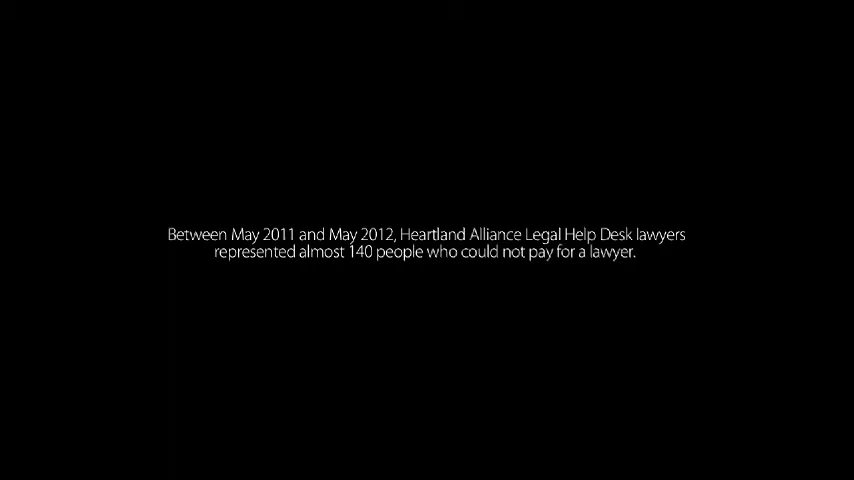 Between May 2011 and May 2012, Heartland Alliance Legal Help Desk lawyers
represented almost 140 people who could not pay for a lawyer.